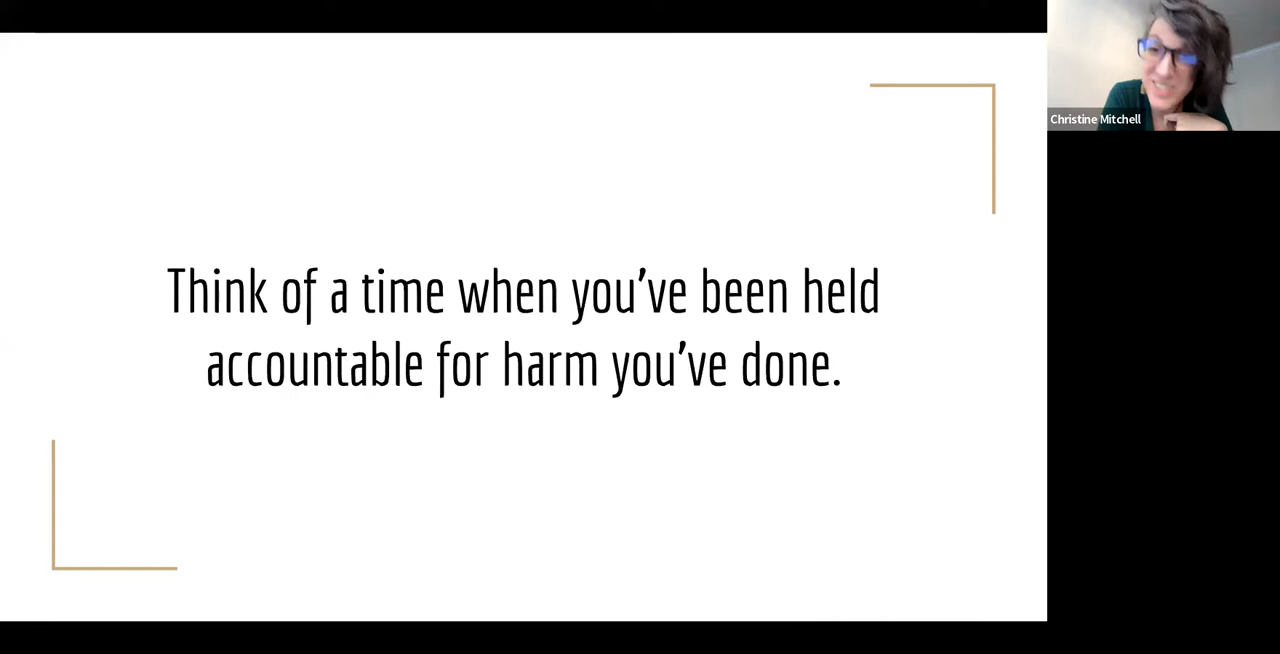 Think of a time when you've been held
accountable for harm you've done.
Christine Mitchell